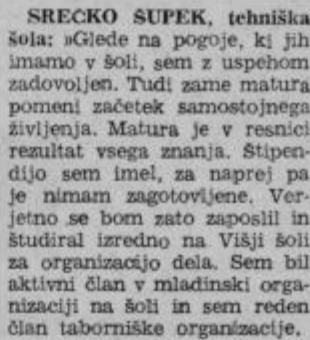 SREČKO ŠUPEK, tehniška
šola: »Glede na pogoje, ki jih
imamo v šoli, sem z uspehom
zadovoljen. Tudi zame matura
pomeni začetek samostojnega
življenja. Matura je v resnici
rezultat vsega znanja. Štipen-
dijo sem imel, za naprej pa
je nimam zagotovljene. Ver-
jetno se bom zato zaposlil in
študiral izredno na Višji šoli
za organizacijo dela. Sem bil
aktivni član v mladinski orga-
nizaciji na šoli in sem reden
član taborniške organizacije.